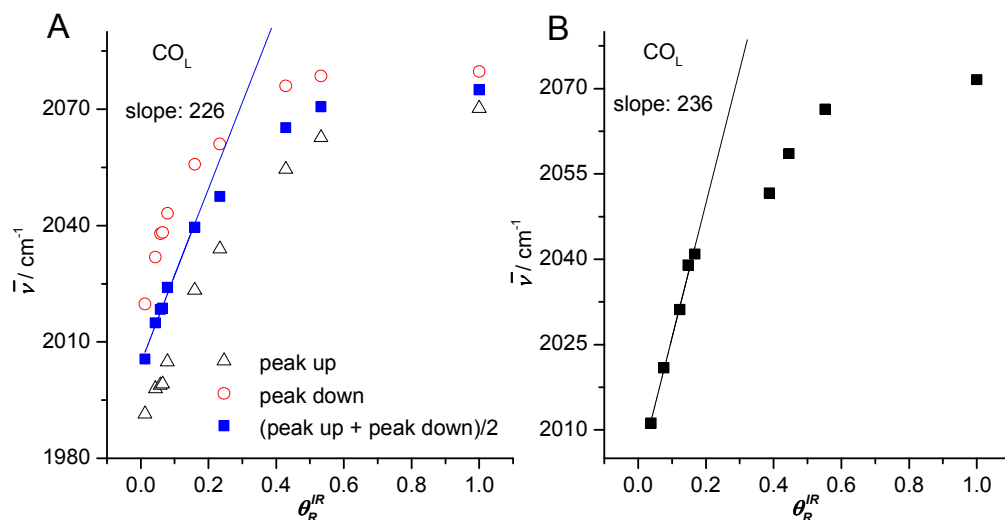 A
CO_L
slope: 226
2070
2040
2010
1980
ν̄ / cm⁻¹
peak up
peak down
(peak up + peak down)/2
0.0 0.2 0.4 0.6 0.8 1.0
θ_R^IR
B
CO_L
slope: 236
2070
2055
2040
2025
2010
ν̄ / cm⁻¹
0.0 0.2 0.4 0.6 0.8 1.0
θ_R^IR